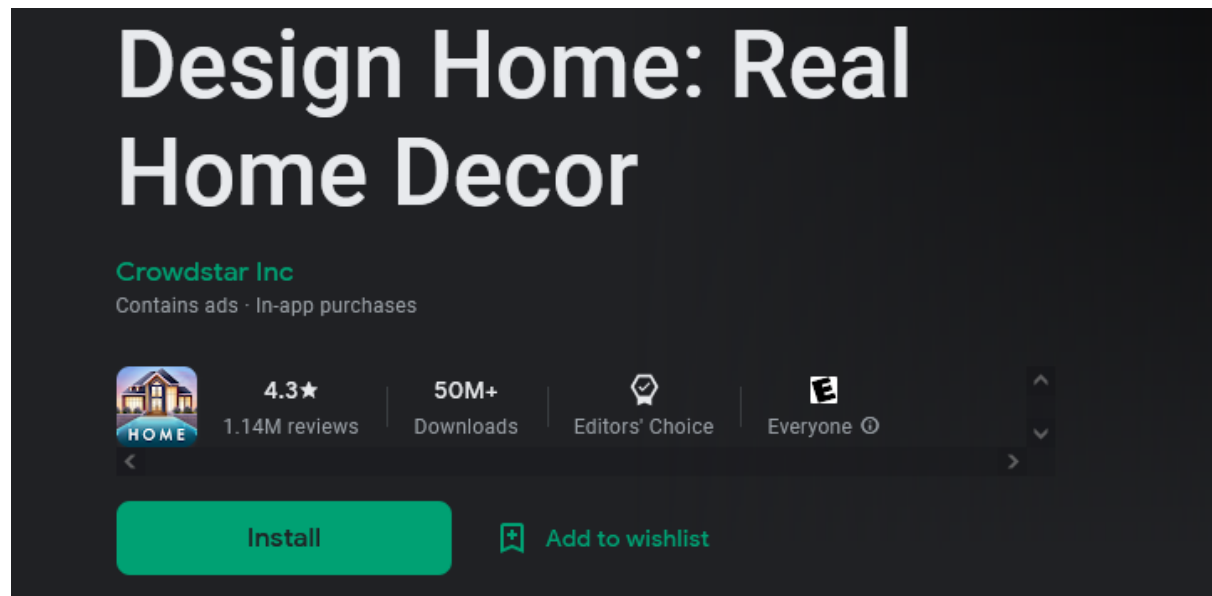 Design Home: Real
Home Decor
Crowdstar Inc
Contains ads · In-app purchases
HOME
4.3★
1.14M reviews
50M+
Downloads
Editors' Choice
E
Everyone
Install
Add to wishlist